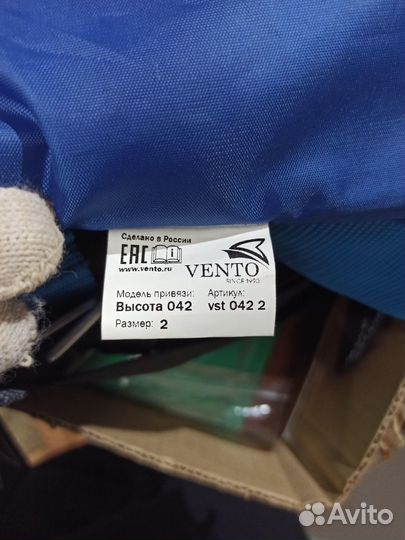 Сделано в России
EAC
www.vento.ru
VENTO
SINCE 1990
Модель привязи: Артикул:
Высота 042 vst 042 2
Размер: 2
Avito